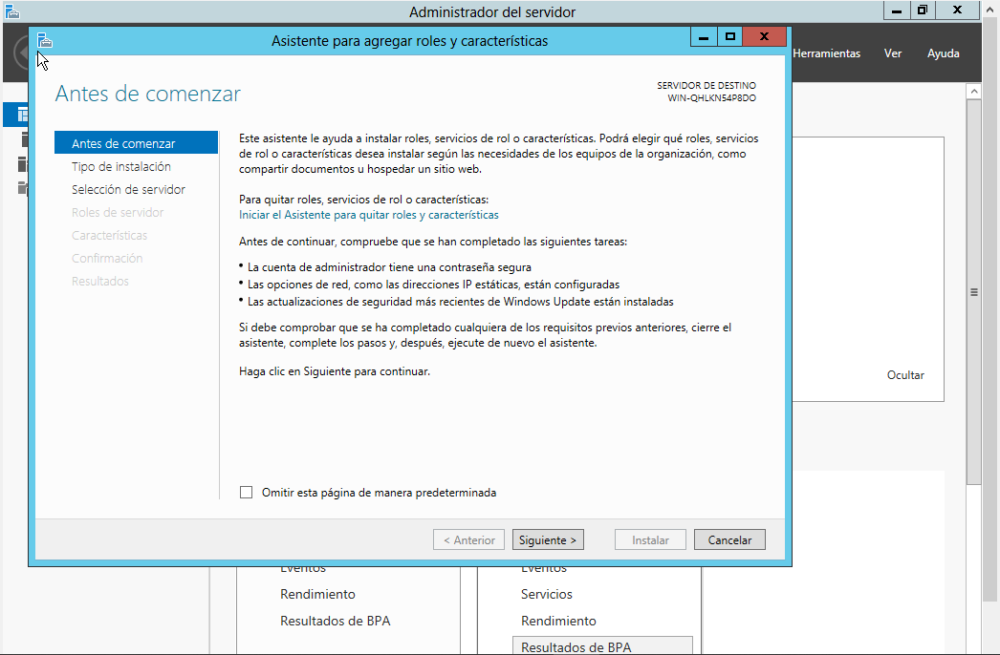 Administrador del servidor
Herramientas
Ver
Ayuda
Asistente para agregar roles y características
Antes de comenzar
SERVIDOR DE DESTINO
WIN-QHLKN54P8DO
Antes de comenzar
Tipo de instalación
Selección de servidor
Roles de servidor
Características
Confirmación
Resultados
Este asistente le ayuda a instalar roles, servicios de rol o características. Podrá elegir qué roles, servicios
de rol o características desea instalar según las necesidades de los equipos de la organización, como
compartir documentos u hospedar un sitio web.
Para quitar roles, servicios de rol o características:
Iniciar el Asistente para quitar roles y características
Antes de continuar, compruebe que se han completado las siguientes tareas:
• La cuenta de administrador tiene una contraseña segura
• Las opciones de red, como las direcciones IP estáticas, están configuradas
• Las actualizaciones de seguridad más recientes de Windows Update están instaladas
Si debe comprobar que se ha completado cualquiera de los requisitos previos anteriores, cierre el
asistente, complete los pasos y, después, ejecute de nuevo el asistente.
Haga clic en Siguiente para continuar.
Omitir esta página de manera predeterminada
< Anterior
Siguiente >
Instalar
Cancelar
Ocultar
Eventos
Rendimiento
Resultados de BPA
Eventos
Servicios
Rendimiento
Resultados de BPA